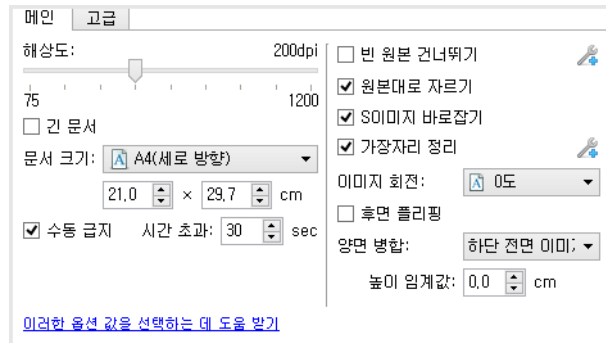 메인 고급
해상도: 200dpi
75 1200
긴 문서
문서 크기: A4(세로 방향)
21,0 × 29,7 cm
수동 급지 시간 초과: 30 sec
이러한 옵션 값을 선택하는 데 도움 받기
빈 원본 건너뛰기
원본대로 자르기
SO이미지 바로잡기
가장자리 정리
이미지 회전: 0도
후면 플리핑
양면 병합: 하단 전면 이미
높이 임계값: 0,0 cm